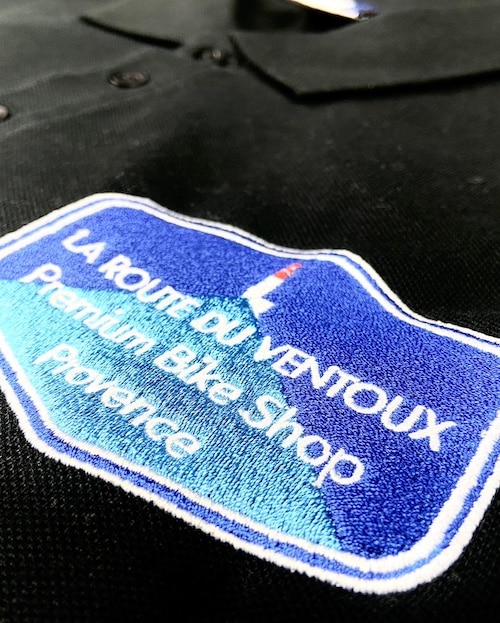 LA ROUTE DU VENTOUX
Premium Bike Shop
Provence